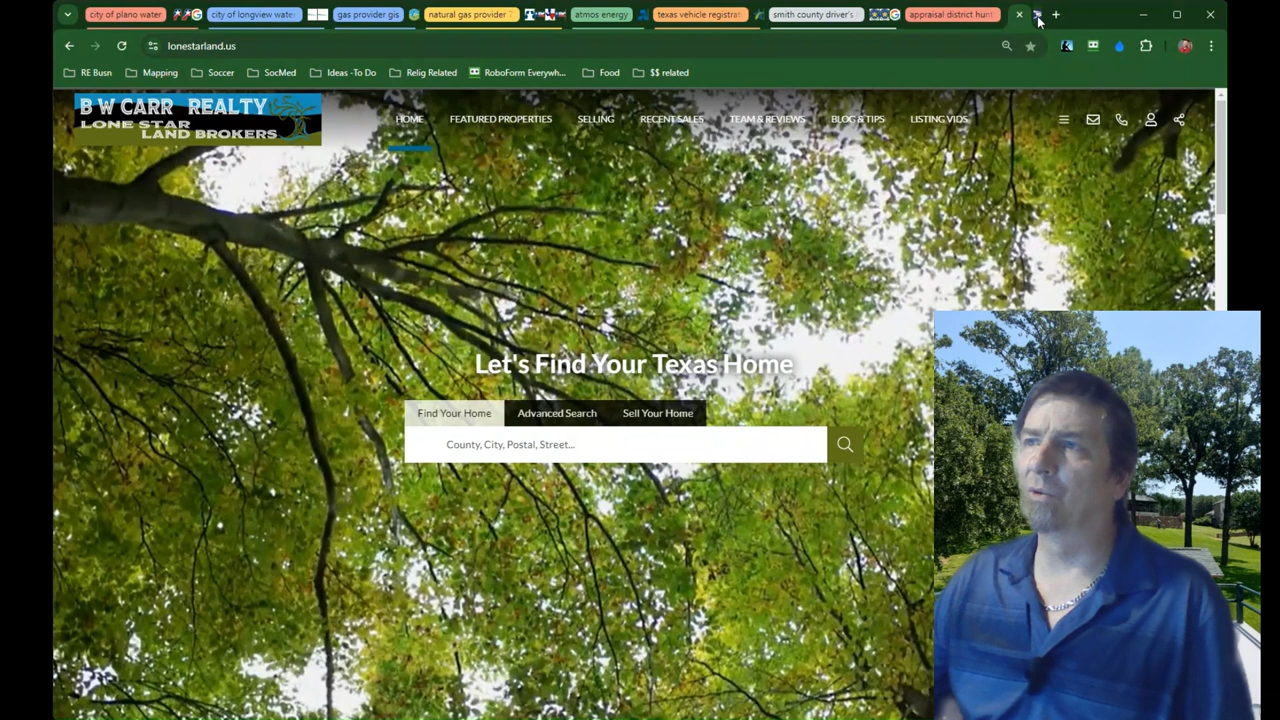 city of plano water
city of longview water
gas provider gis
natural gas provider
atmos energy
texas vehicle registrat
smith county driver's
appraisal district hunt
lonestarland.us
RE Busn
Mapping
Soccer
SocMed
Ideas -To Do
Relig Related
RoboForm Everywh...
Food
$$ related
B W CARR REALTY
LONE STAR
LAND BROKERS
HOME
FEATURED PROPERTIES
SELLING
RECENT SALES
TEAM & REVIEWS
BLOG & TIPS
LISTING VIDS
Let's Find Your Texas Home
Find Your Home
Advanced Search
Sell Your Home
County, City, Postal, Street...